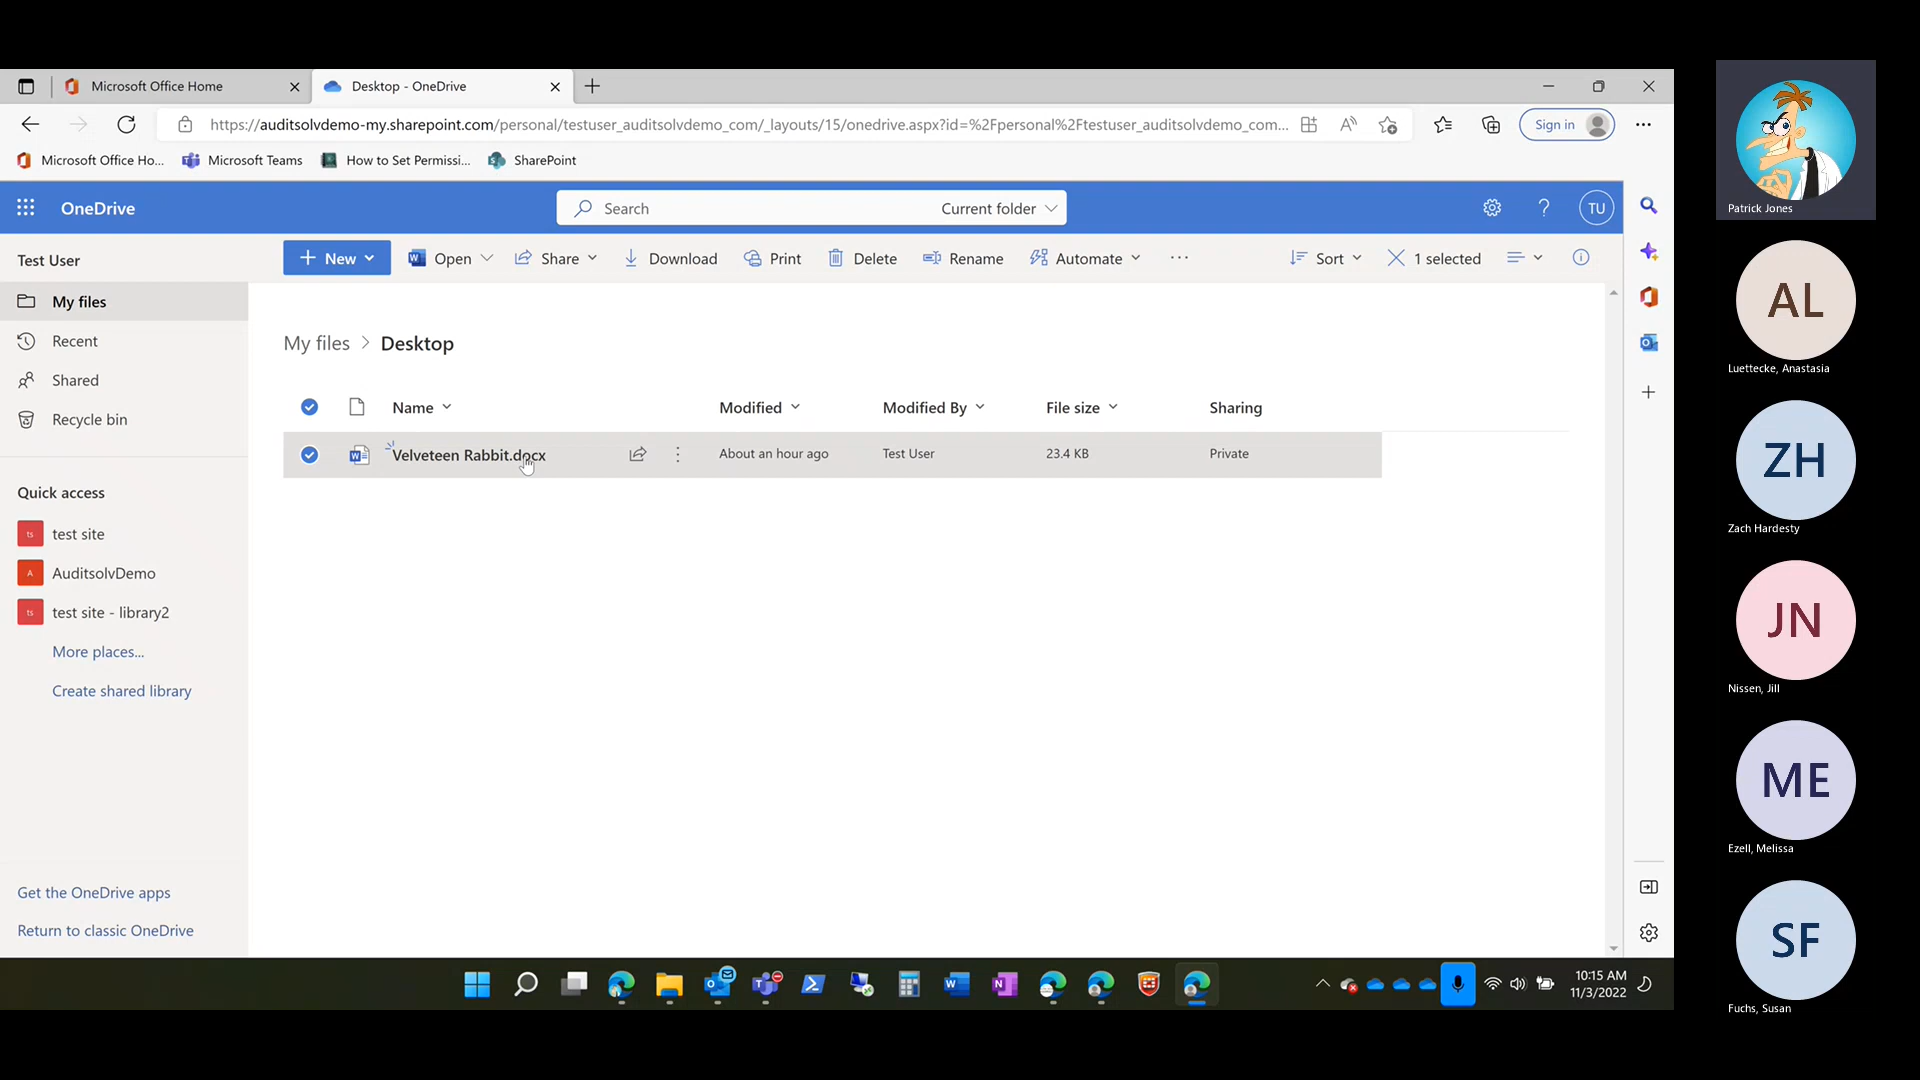 Microsoft Office Home
Desktop - OneDrive
https://auditsolvdemo-my.sharepoint.com/personal/testuser_auditsolvdemo_com/_layouts/15/onedrive.aspx?id=%2Fpersonal%2Ftestuser_auditsolvdemo_com...
Sign in
Microsoft Office Ho...
Microsoft Teams
How to Set Permissi...
SharePoint
OneDrive
Search
Current folder
TU
Test User
New
Open
Share
Download
Print
Delete
Rename
Automate
Sort
1 selected
My files
Recent
Shared
Recycle bin
Quick access
ts
test site
A
AuditsolvDemo
ts
test site - library2
More places...
Create shared library
Get the OneDrive apps
Return to classic OneDrive
My files > Desktop
Name
Modified
Modified By
File size
Sharing
Velveteen Rabbit.docx
About an hour ago
Test User
23.4 KB
Private
10:15 AM
11/3/2022
Patrick Jones
AL
Luettecke, Anastasia
ZH
Zach Hardesty
JN
Nissen, Jill
ME
Ezell, Melissa
SF
Fuchs, Susan